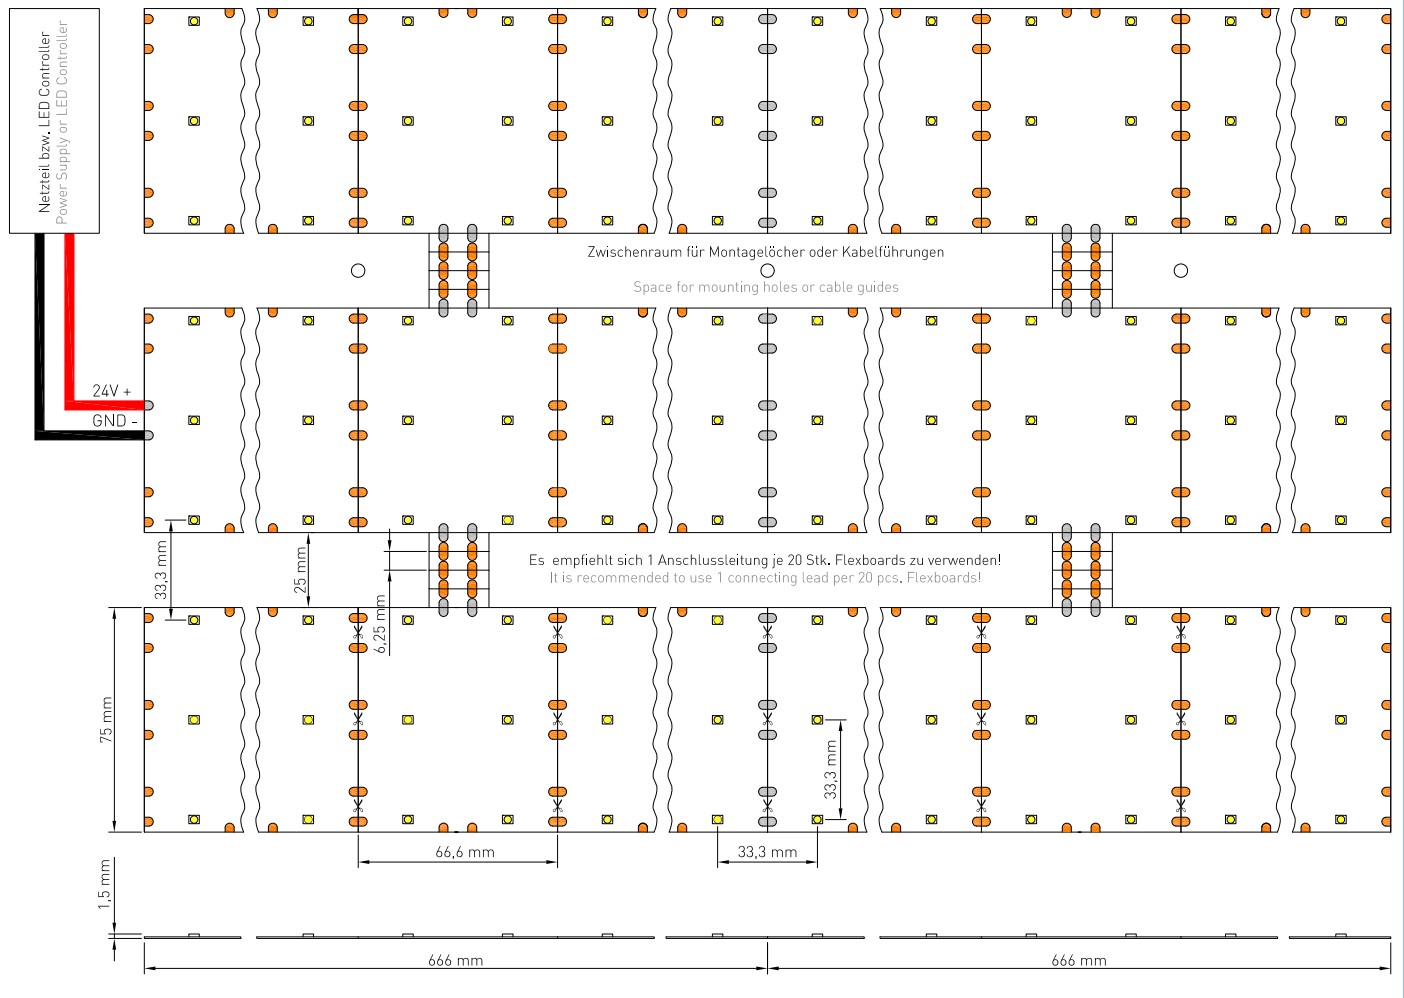 Netzteil bzw. LED Controller
Power Supply or LED Controller
Zwischenraum für Montagelöcher oder Kabelführungen
Space for mounting holes or cable guides
24V +
GND -
Es empfiehlt sich 1 Anschlussleitung je 20 Stk. Flexboards zu verwenden!
It is recommended to use 1 connecting lead per 20 pcs. Flexboards!
33,3 mm
25 mm
6,25 mm
75 mm
33,3 mm
66,6 mm
33,3 mm
1,5 mm
666 mm
666 mm